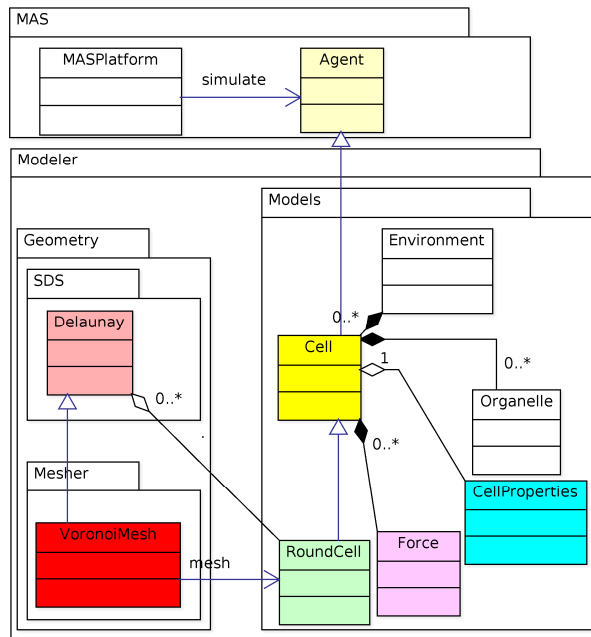 MAS
MASPlatform
simulate
Agent
Modeler
Models
Geometry
Environment
SDS
Delaunay
0..*
Cell
1
0..*
0..*
Organelle
0..*
Mesher
CellProperties
VoronoiMesh
mesh
RoundCell
Force